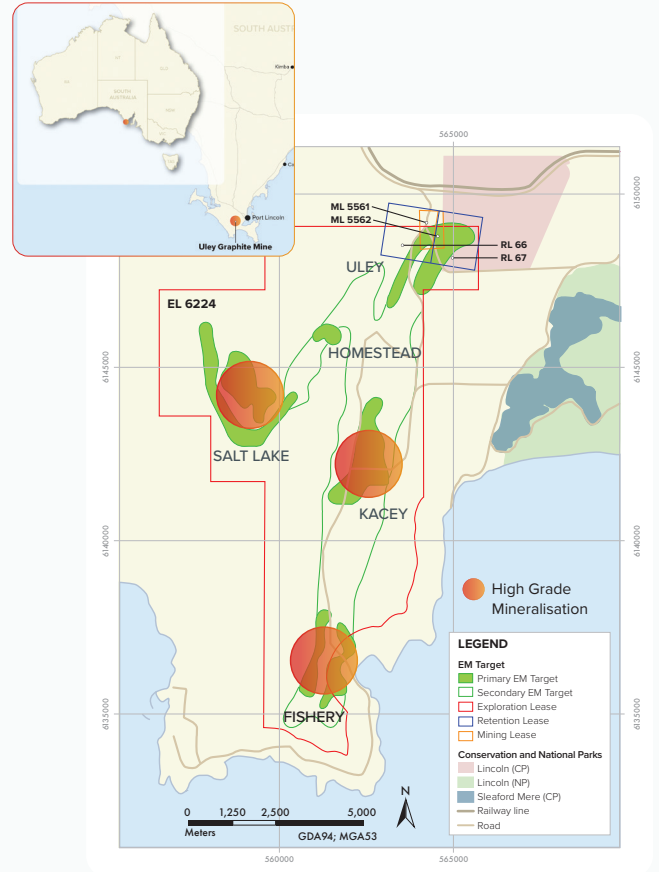 SOUTH AUSTRALIA
Kimba
SOUTH
AUSTRALIA
Port Lincoln
Uley Graphite Mine
565000
6150000
ML 5561
ML 5562
RL 66
RL 67
ULEY
EL 6224
HOMESTEAD
6145000
6145000
SALT LAKE
KACEY
6140000
6140000
High Grade
Mineralisation
LEGEND
EM Target
Primary EM Target
Secondary EM Target
Exploration Lease
Retention Lease
Mining Lease
Conservation and National Parks
Lincoln (CP)
Lincoln (NP)
Sleaford Mere (CP)
Railway line
Road
6135000
6135000
FISHERY
N
0 1,250 2,500 5,000
Meters
GDA94; MGA53
560000
565000